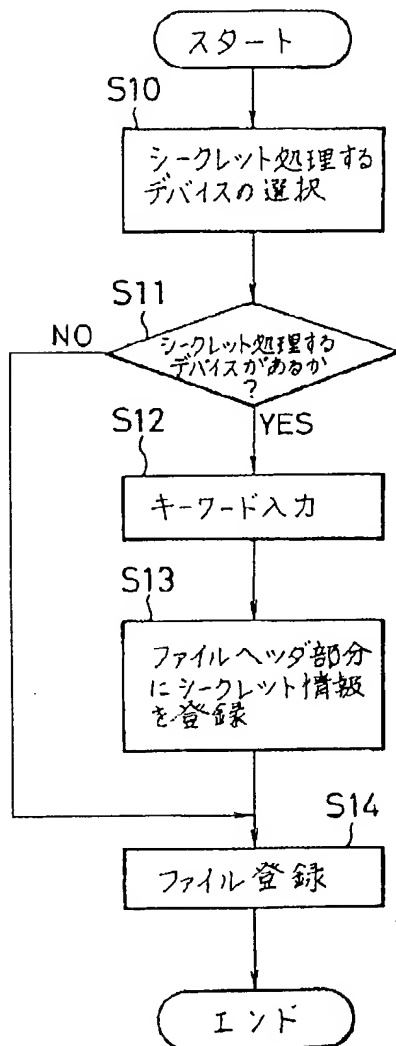 スタート
S10
シークレット処理する
デバイスの選択
S11
NO
シークレット処理する
デバイスがあるか
?
YES
S12
キーワード入力
S13
ファイルヘッダ部分
にシークレット情報
を登録
S14
ファイル登録
エンド